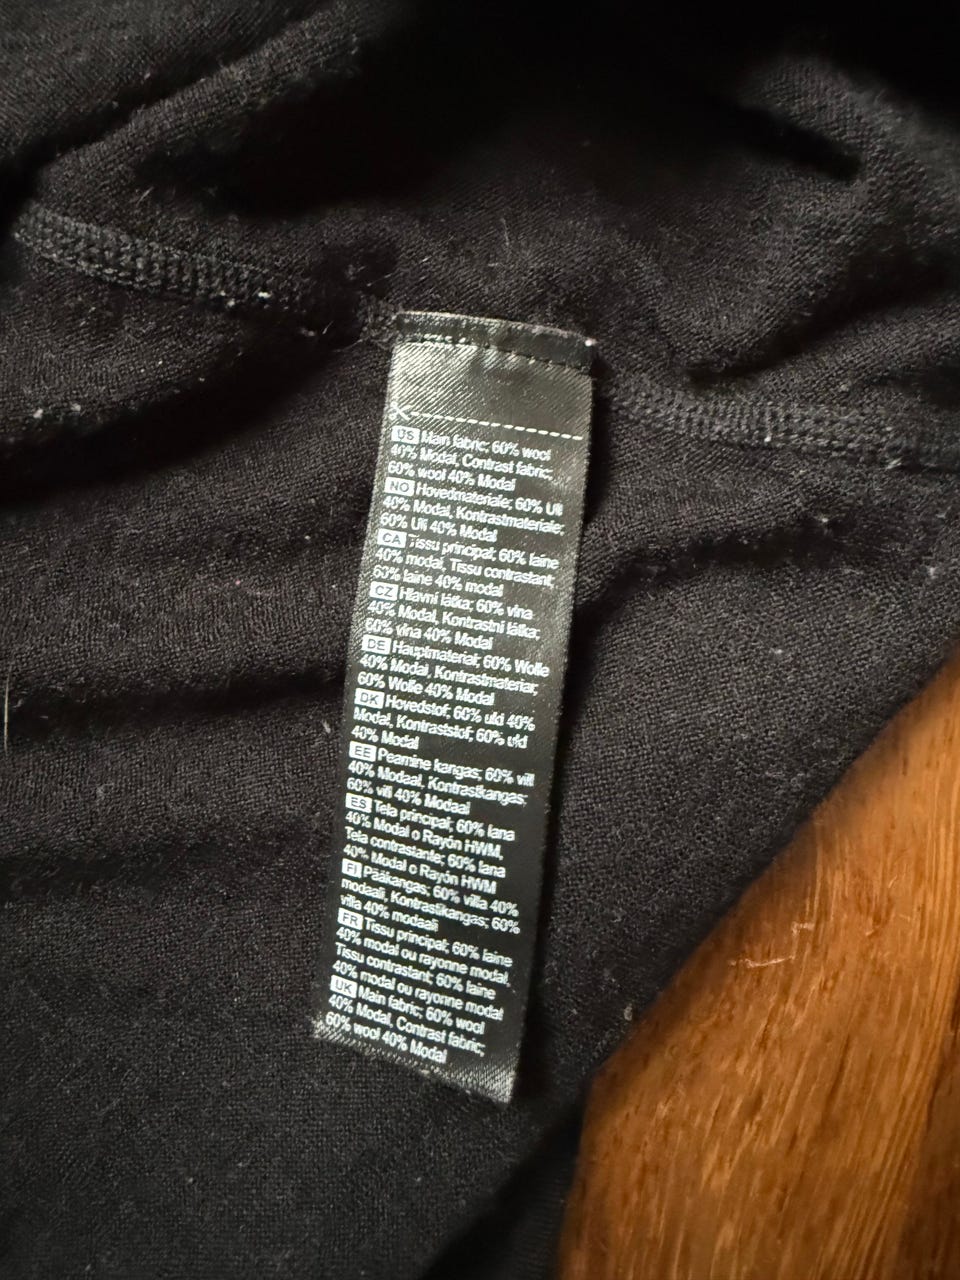 US Main fabric; 60% wool
40% Modal, Contrast fabric;
60% wool 40% Modal
NO Hovedmateriale; 60% Ull
40% Modal, Kontrastmateriale;
60% Ull 40% Modal
CA Tissu principal; 60% laine
40% modal, Tissu contrastant;
60% laine 40% modal
CZ Hlavní látka; 60% vlna
40% Modal, Kontrastní látka;
60% vlna 40% Modal
DE Hauptmaterial; 60% Wolle
40% Modal, Kontrastmateriar;
60% Wolle 40% Modal
DK Hovedstof; 60% uld 40%
Modal, Kontraststof; 60% uld
40% Modal
EE Peamine kangas; 60% vill
40% Modaal, Kontrastkangas;
60% vill 40% Modaal
ES Tela principal; 60% lana
40% Modal o Rayón HWM,
Tela contrastante; 60% lana
40% Modal o Rayón HWM
FI Pääkangas; 60% villa 40%
modaali, Kontrastikangas; 60%
villa 40% modaali
FR Tissu principal; 60% laine
40% modal ou rayonne modal,
Tissu contrastant; 60% laine
40% modal ou rayonne modal
UK Main fabric; 60% wool
40% Modal, Contrast fabric;
60% wool 40% Modal